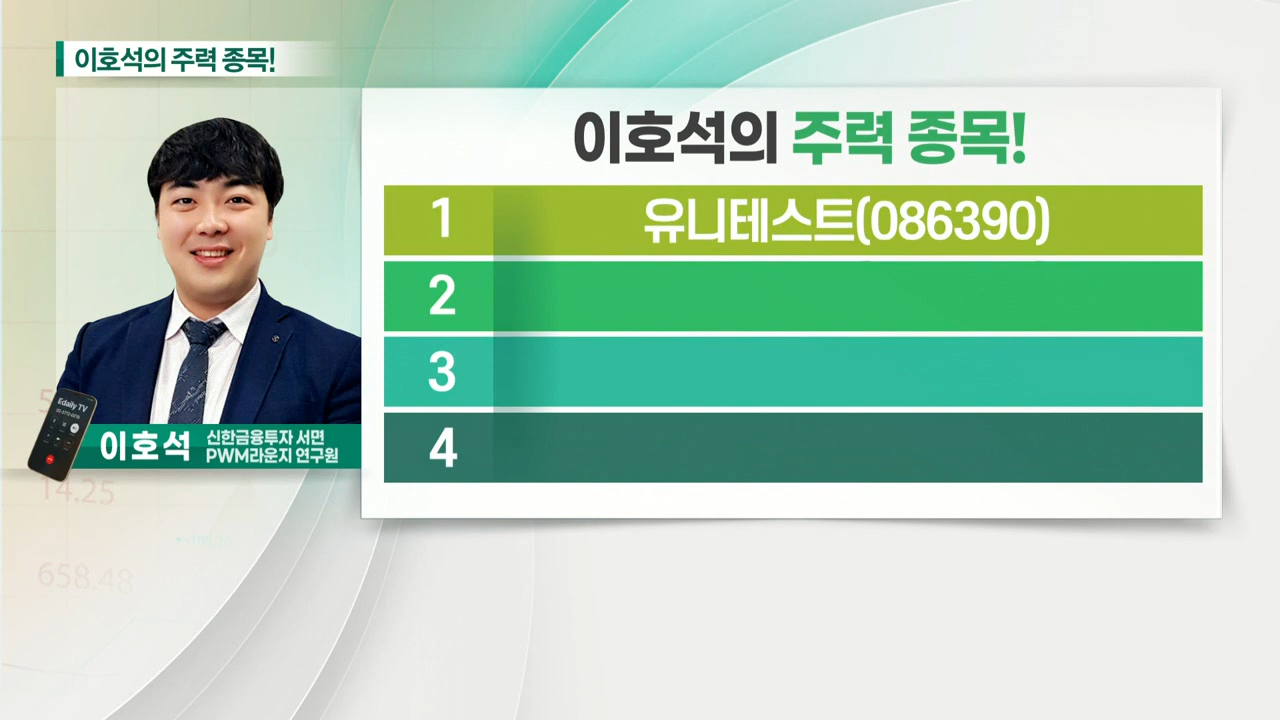 이호석의 주력 종목!
이호석의 주력 종목!
1 유니테스트(086390)
2
3
4
Edaily TV
이호석 신한금융투자 서면
PWM라운지 연구원
14.25
658.48